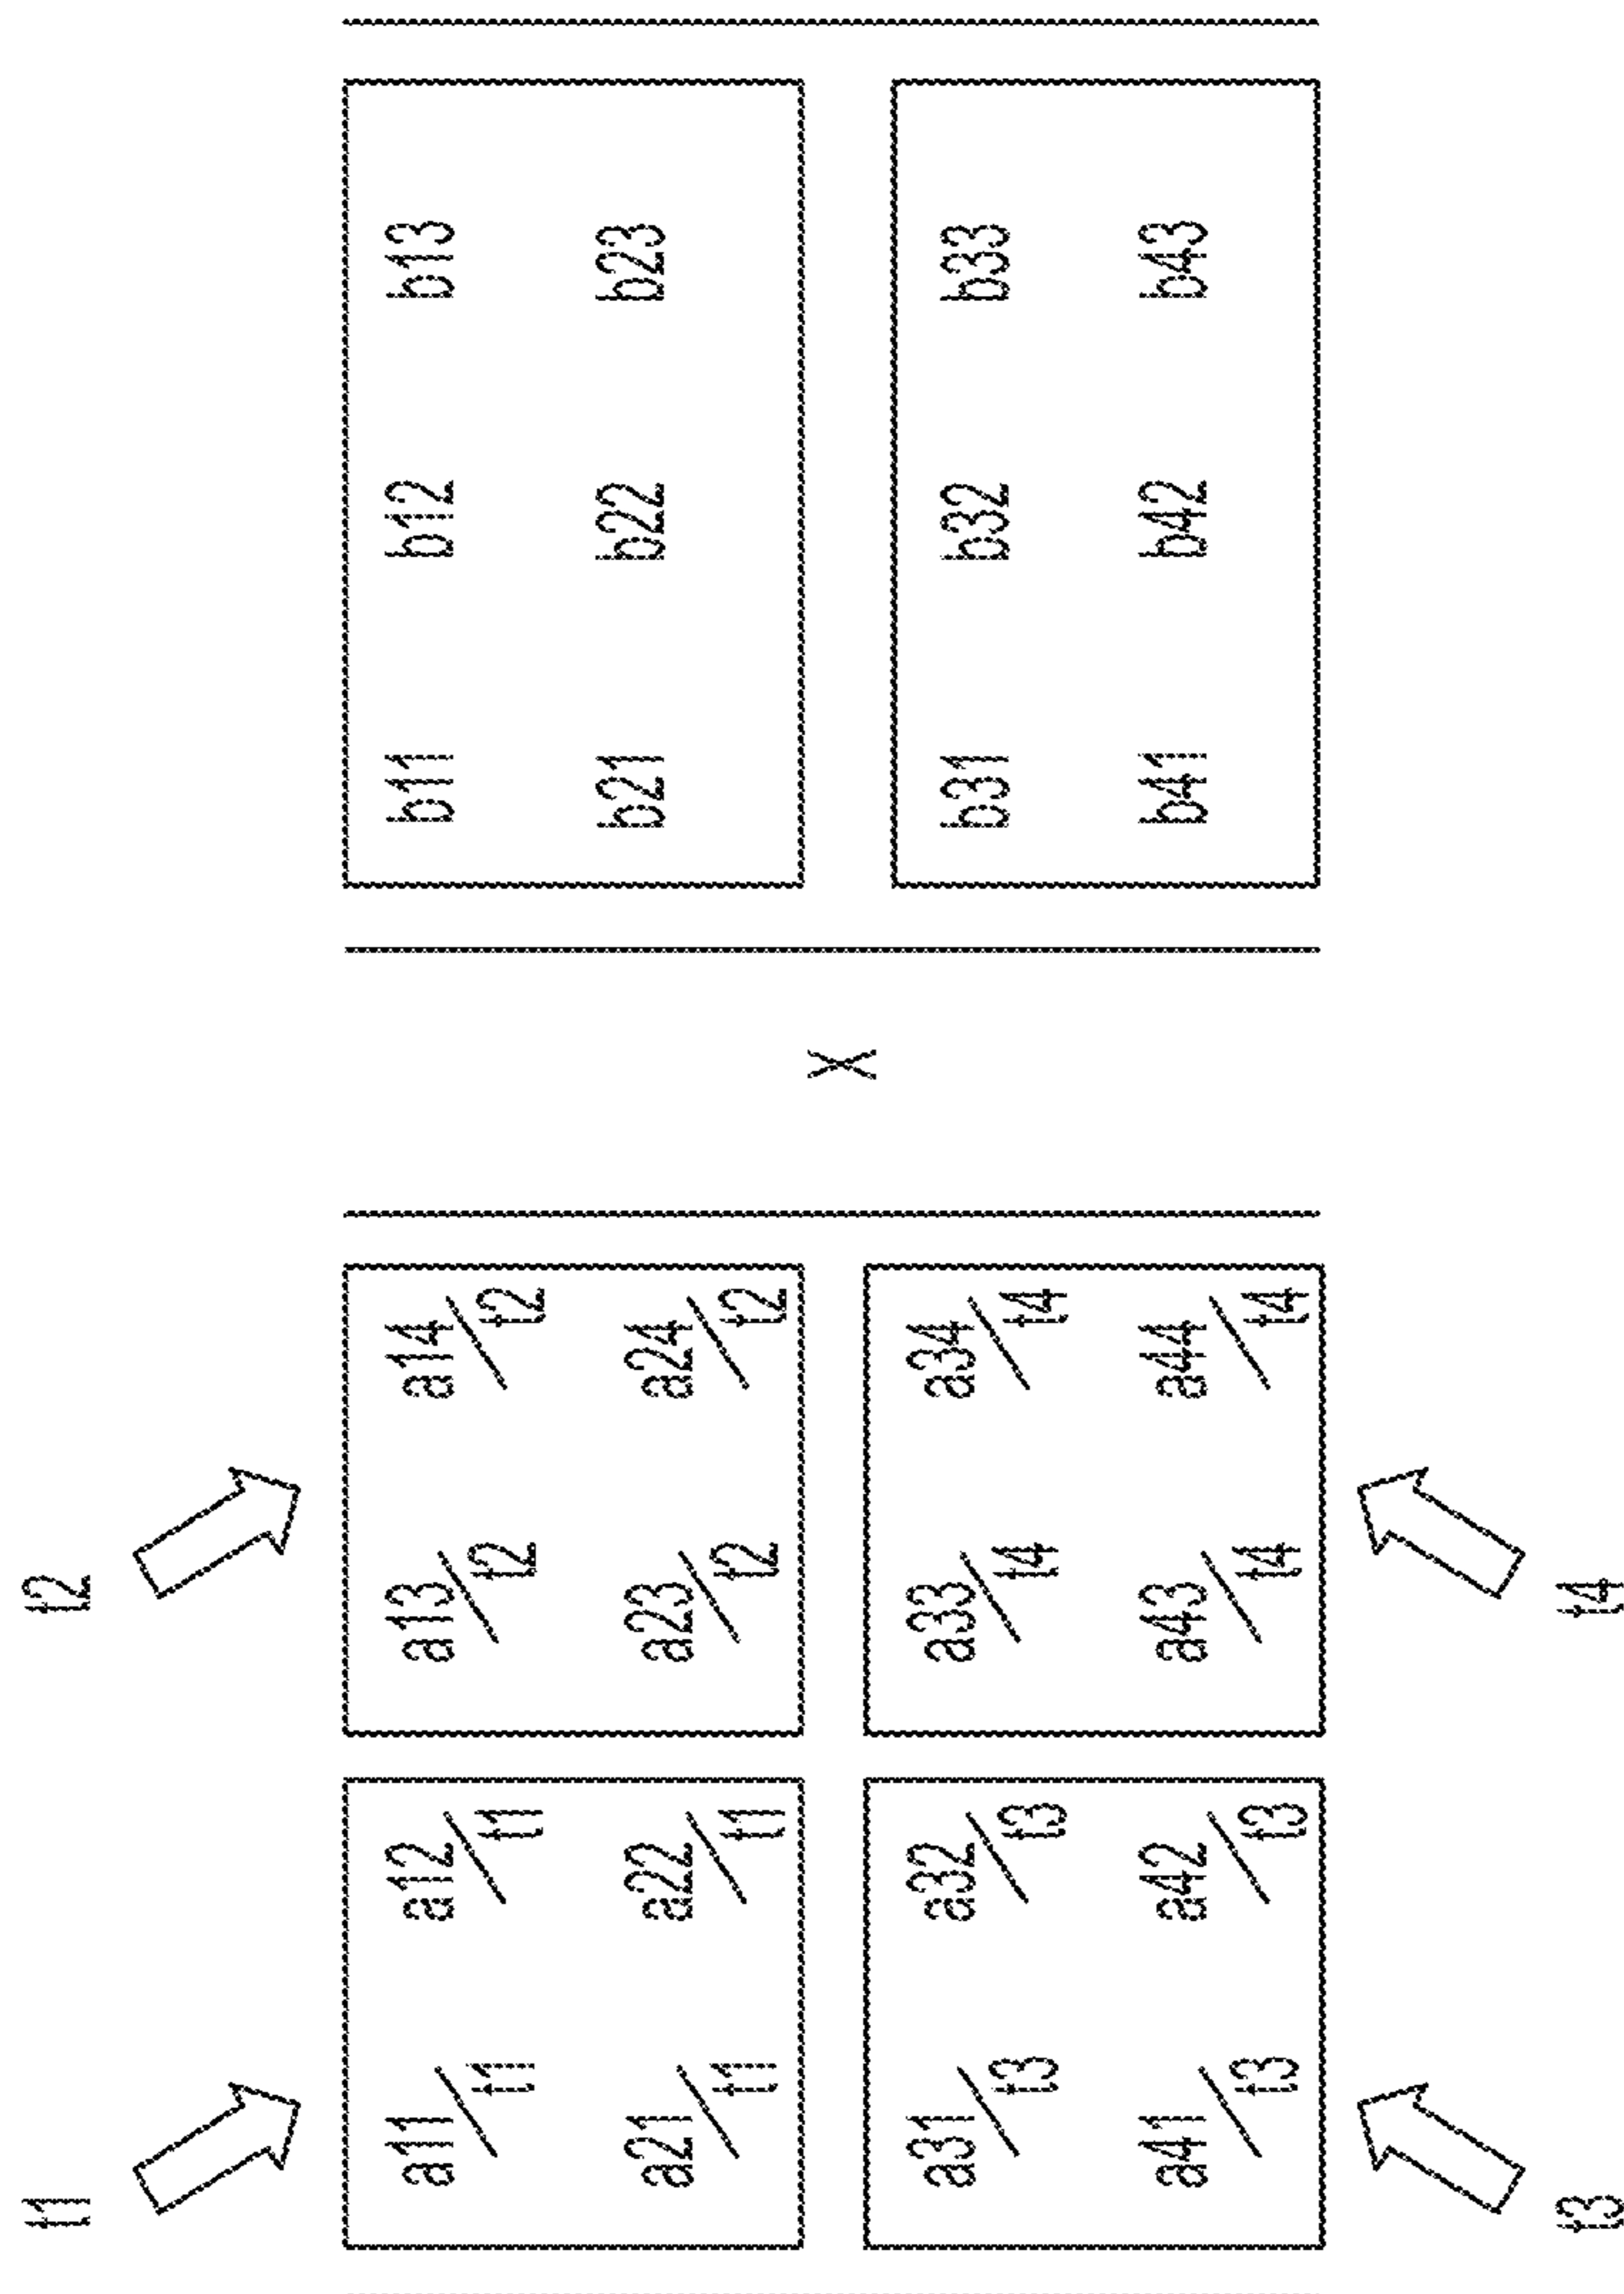 t1 t2
a11/t1 a12/t1 a13/t2 a14/t2 b11 b12 b13
a21/t1 a22/t1 a23/t2 a24/t2 b21 b22 b23
X
a31/t3 a32/t3 a33/t4 a34/t4 b31 b32 b33
a41/t3 a42/t3 a43/t4 a44/t4 b41 b42 b43
t3 t4